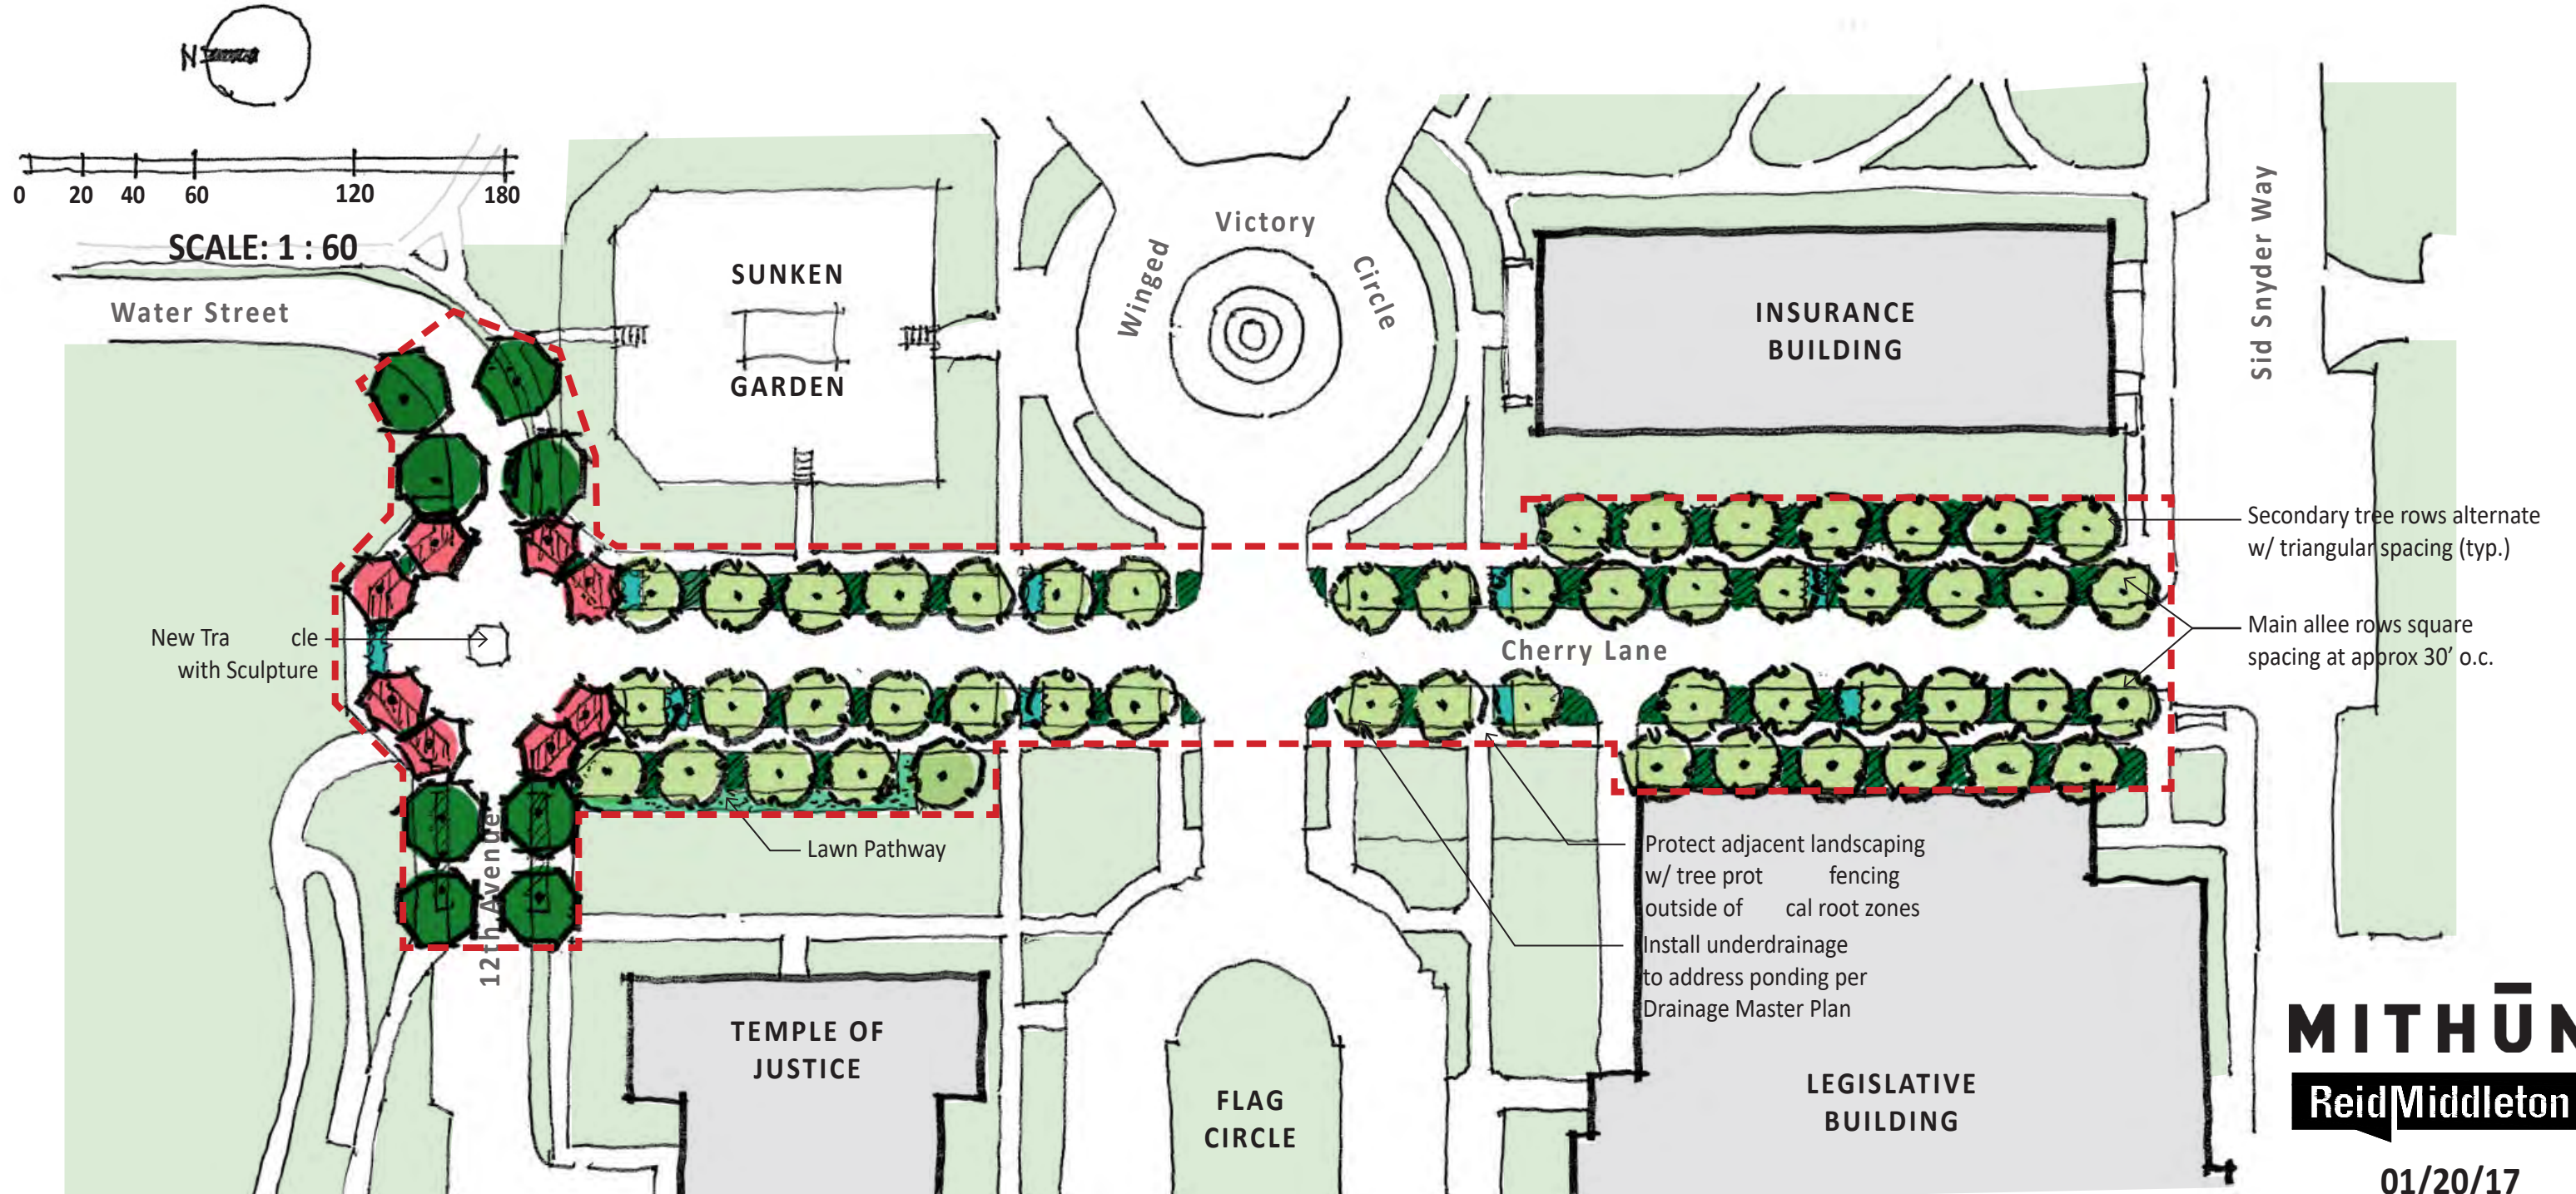 N
0 20 40 60 120 180
SCALE: 1 : 60
Water Street
SUNKEN
GARDEN
Winged
Victory
Circle
INSURANCE
BUILDING
Sid Snyder Way
Secondary tree rows alternate
w/ triangular spacing (typ.)
New Tra cle
with Sculpture
Cherry Lane
Main allee rows square
spacing at approx 30’ o.c.
Lawn Pathway
Protect adjacent landscaping
w/ tree prot fencing
outside of cal root zones
Install underdrainage
to address ponding per
Drainage Master Plan
12th Avenue
TEMPLE OF
JUSTICE
FLAG
CIRCLE
LEGISLATIVE
BUILDING
MITHŪN
ReidMiddleton
01/20/17